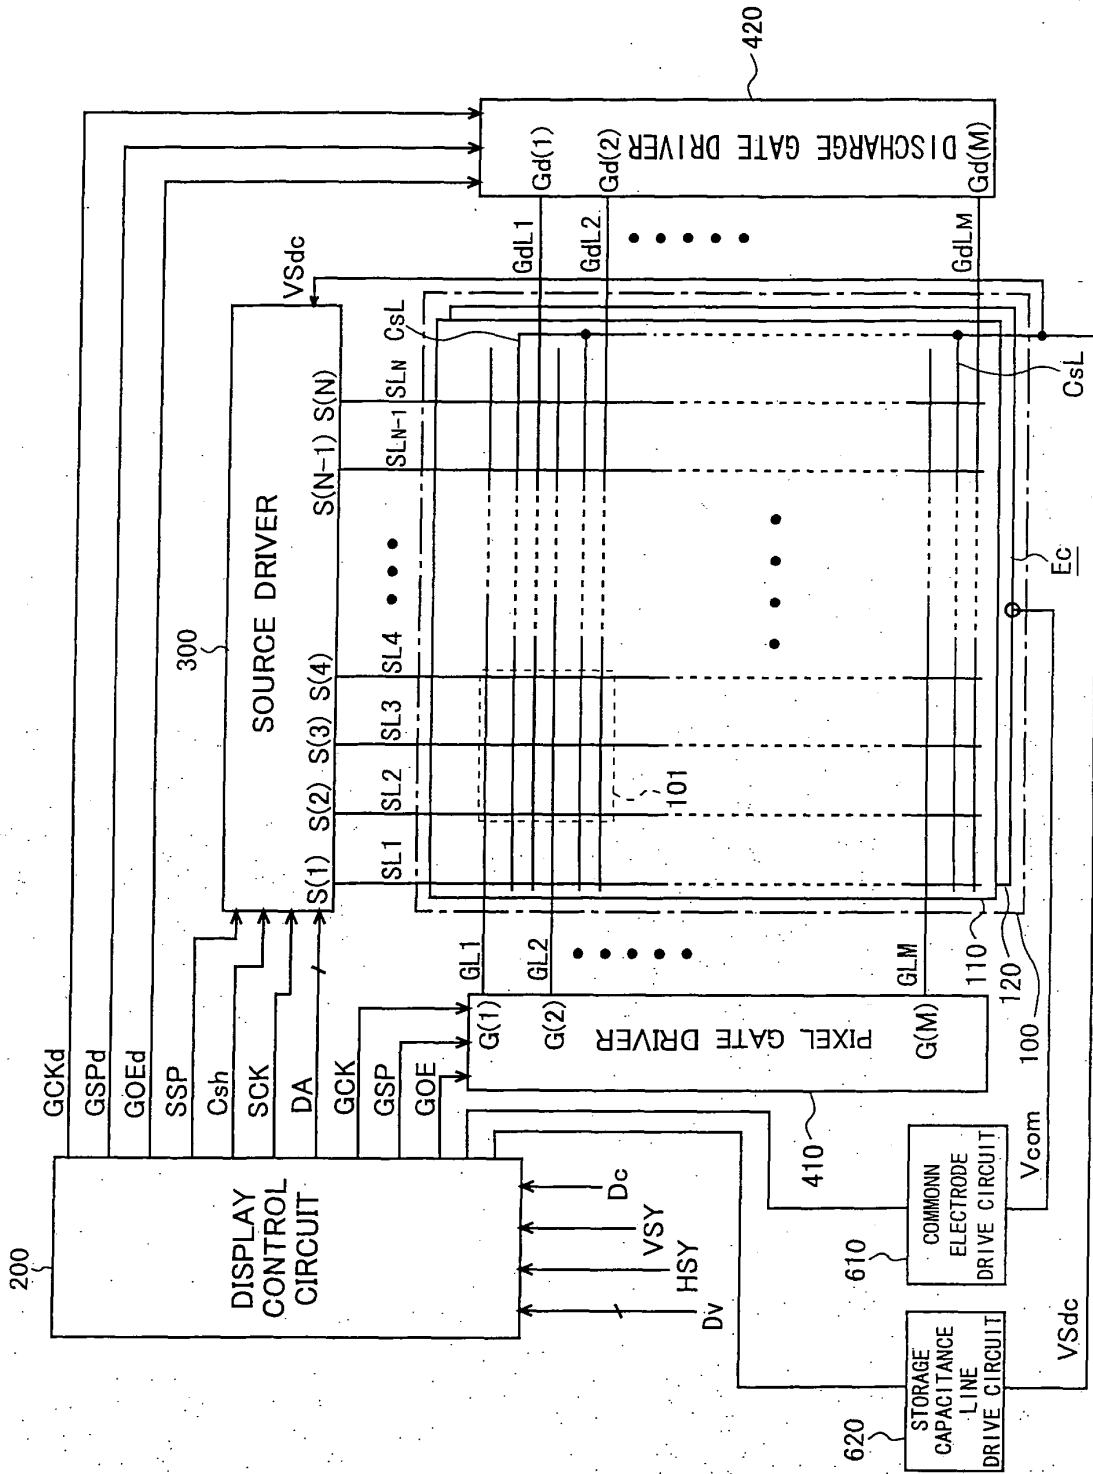 200
DISPLAY
CONTROL
CIRCUIT
Dv
HSY
VSY
Dc
GCKd
GSPd
GOEd
SSP
Csh
SCK
DA
GCK
GSP
GOE
300
SOURCE DRIVER
S(1)
S(2)
S(3)
S(4)
S(N-1)
S(N)
VSdc
SL1
SL2
SL3
SL4
SLN-1
SLN
CsL
410
PIXEL GATE DRIVER
G(1)
G(2)
G(M)
GL1
GL2
GLM
101
110
120
100
420
DISCHARGE GATE DRIVER
Gd(1)
Gd(2)
Gd(M)
GdL1
GdL2
GdLM
CsL
Ec
610
COMMONN
ELECTRODE
DRIVE CIRCUIT
Vcom
620
STORAGE
CAPACITANCE
LINE
DRIVE CIRCUIT
VSdc